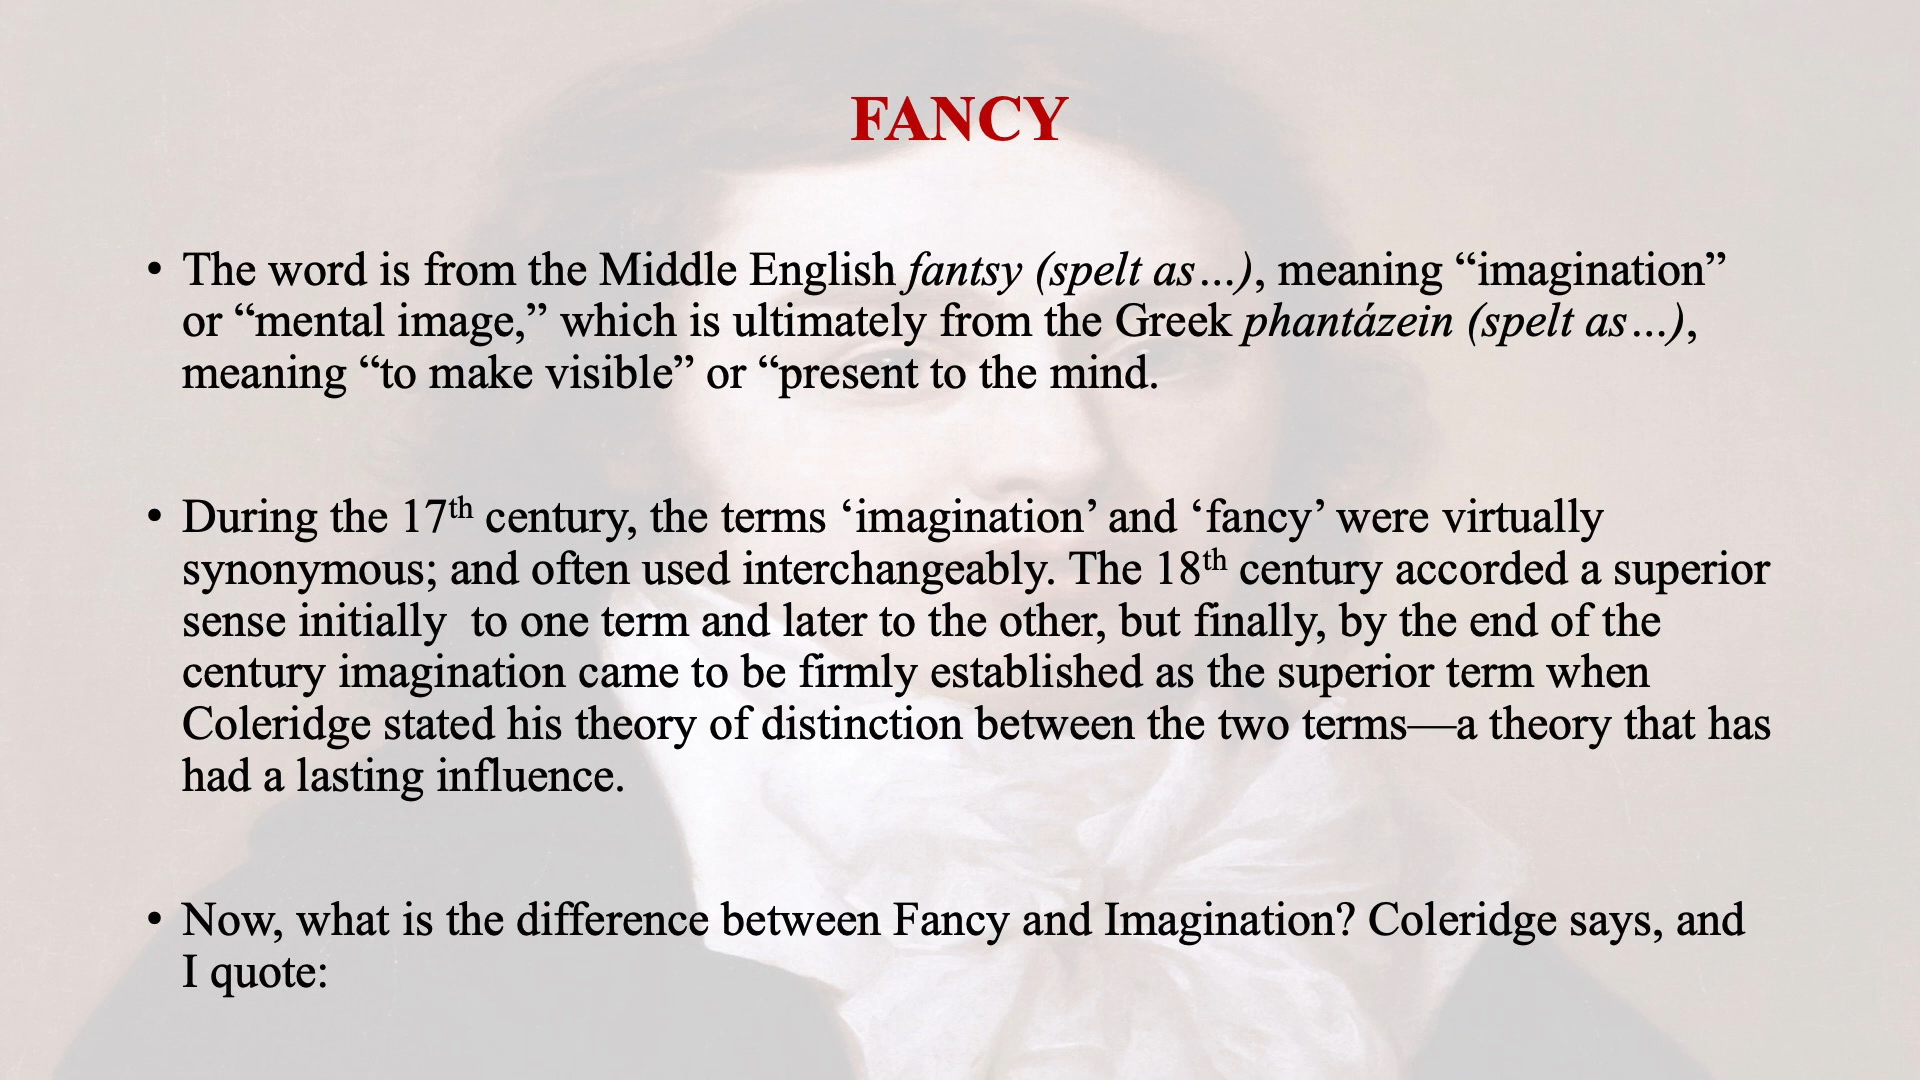 FANCY
• The word is from the Middle English fantsy (spelt as…), meaning “imagination”
or “mental image,” which is ultimately from the Greek phantázein (spelt as…),
meaning “to make visible” or “present to the mind.
• During the 17th century, the terms ‘imagination’ and ‘fancy’ were virtually
synonymous; and often used interchangeably. The 18th century accorded a superior
sense initially  to one term and later to the other, but finally, by the end of the
century imagination came to be firmly established as the superior term when
Coleridge stated his theory of distinction between the two terms—a theory that has
had a lasting influence.
• Now, what is the difference between Fancy and Imagination? Coleridge says, and
I quote: